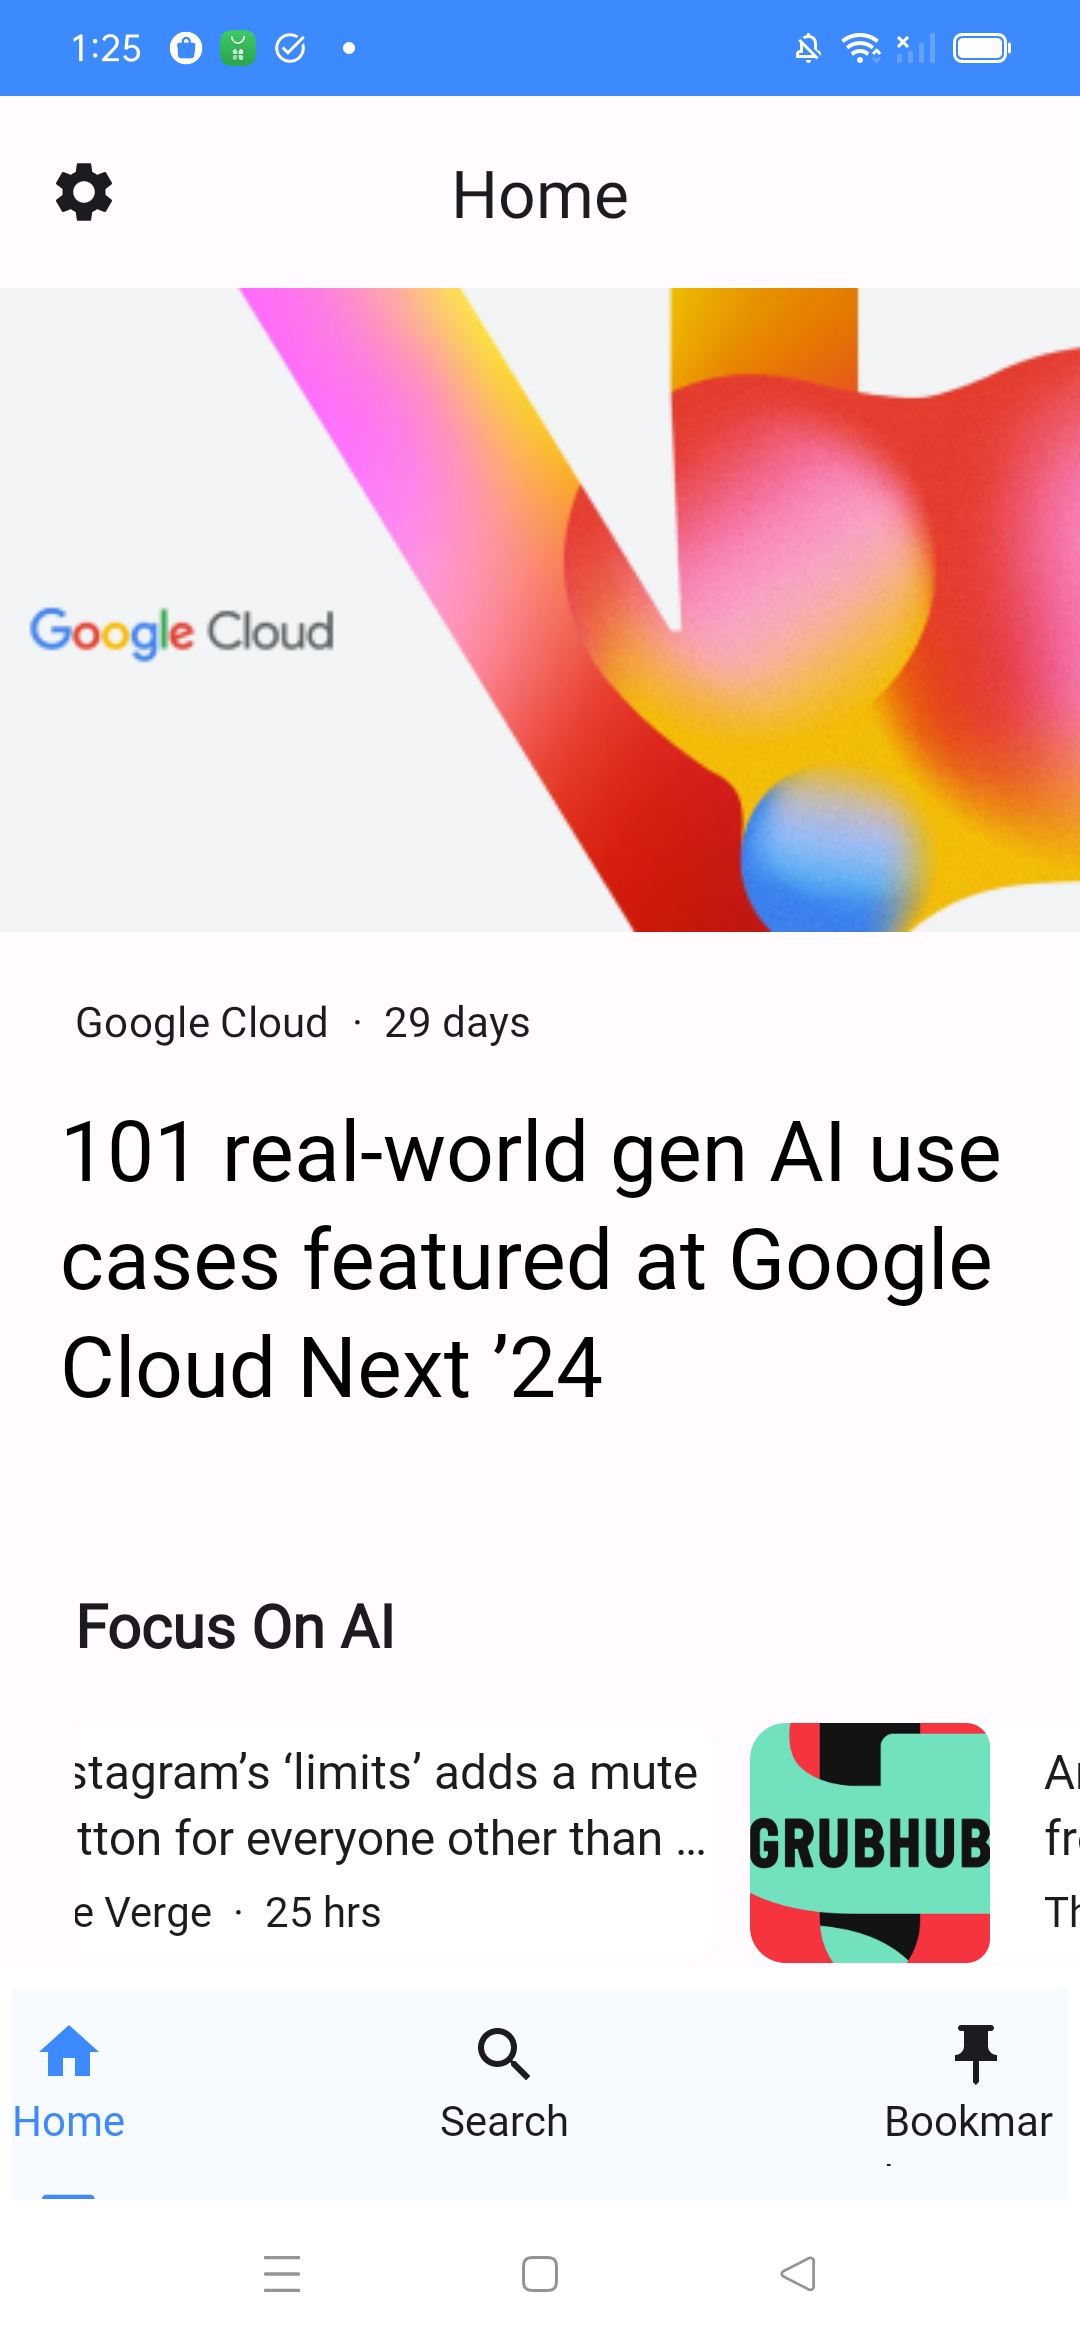 1:25
Home
Google Cloud
Google Cloud · 29 days
101 real-world gen AI use
cases featured at Google
Cloud Next ’24
Focus On AI
stagram’s ‘limits’ adds a mute
tton for everyone other than ...
e Verge · 25 hrs
GRUBHUB
Home
Search
Bookmar